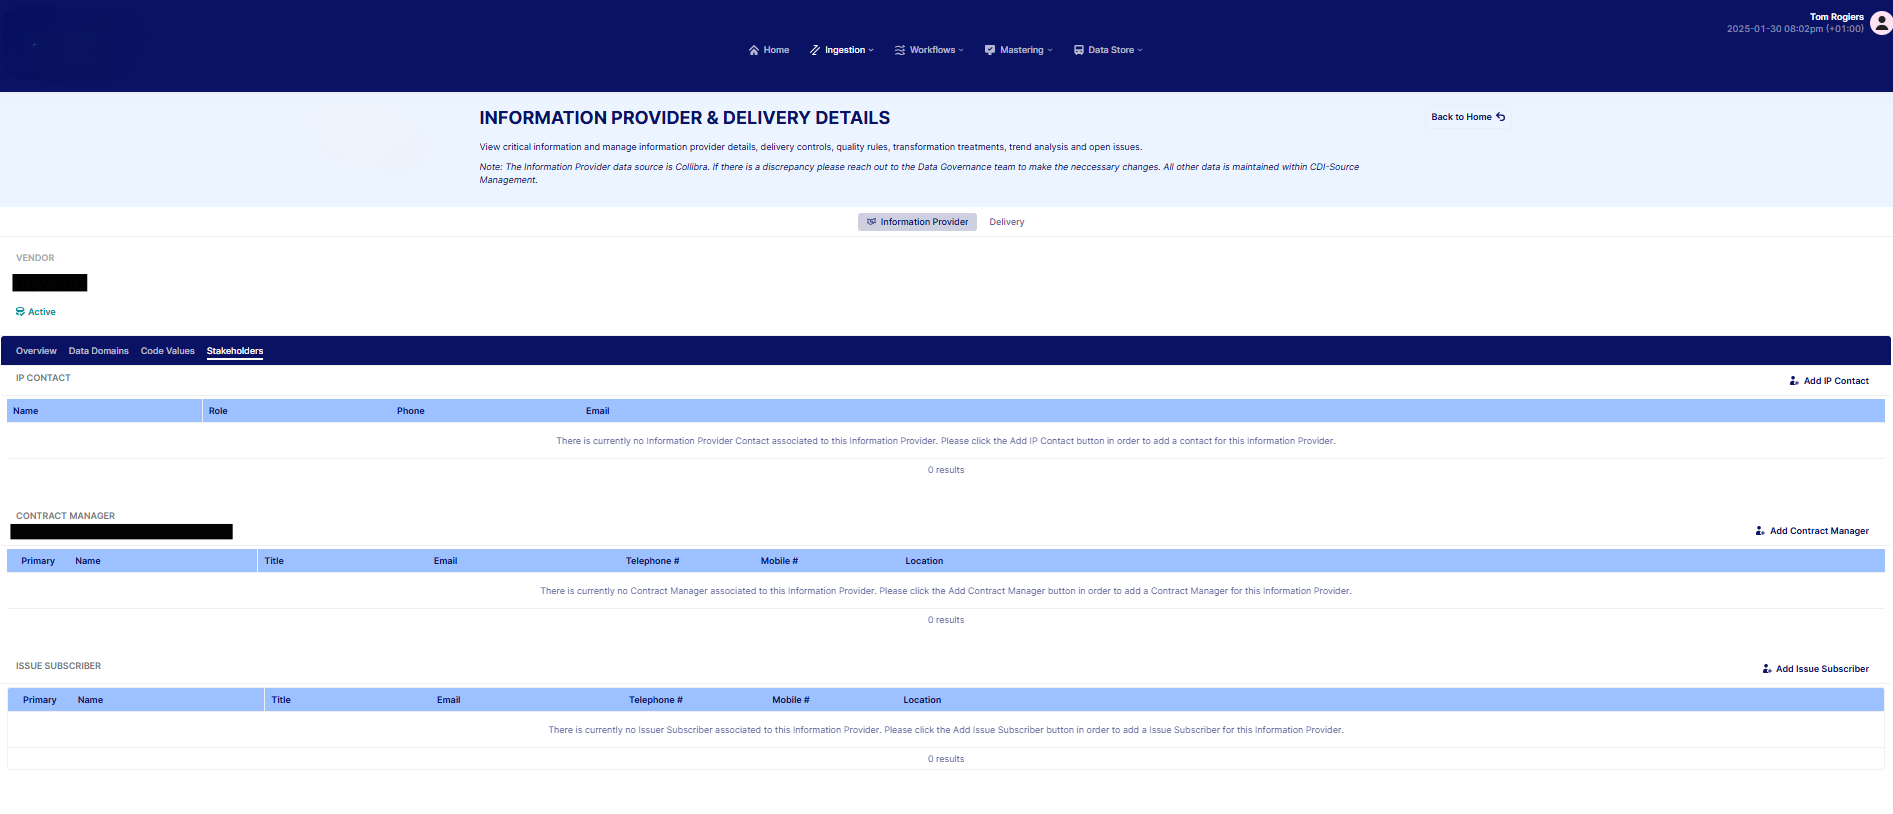 Tom Rogiers
2025-01-30 08:02pm (+01:00)
Home Ingestion Workflows Mastering Data Store
INFORMATION PROVIDER & DELIVERY DETAILS
Back to Home
View critical information and manage information provider details, delivery controls, quality rules, transformation treatments, trend analysis and open issues.
Note: The Information Provider data source is Collibra. If there is a discrepancy please reach out to the Data Governance team to make the neccessary changes. All other data is maintained within CDI-Source
Management.
Information Provider Delivery
VENDOR
Active
Overview Data Domains Code Values Stakeholders
IP CONTACT
Add IP Contact
Name Role Phone Email
There is currently no Information Provider Contact associated to this Information Provider. Please click the Add IP Contact button in order to add a contact for this Information Provider.
0 results
CONTRACT MANAGER
Add Contract Manager
Primary Name Title Email Telephone # Mobile # Location
There is currently no Contract Manager associated to this Information Provider. Please click the Add Contract Manager button in order to add a Contract Manager for this Information Provider.
0 results
ISSUE SUBSCRIBER
Add Issue Subscriber
Primary Name Title Email Telephone # Mobile # Location
There is currently no Issuer Subscriber associated to this Information Provider. Please click the Add Issue Subscriber button in order to add a Issue Subscriber for this Information Provider.
0 results